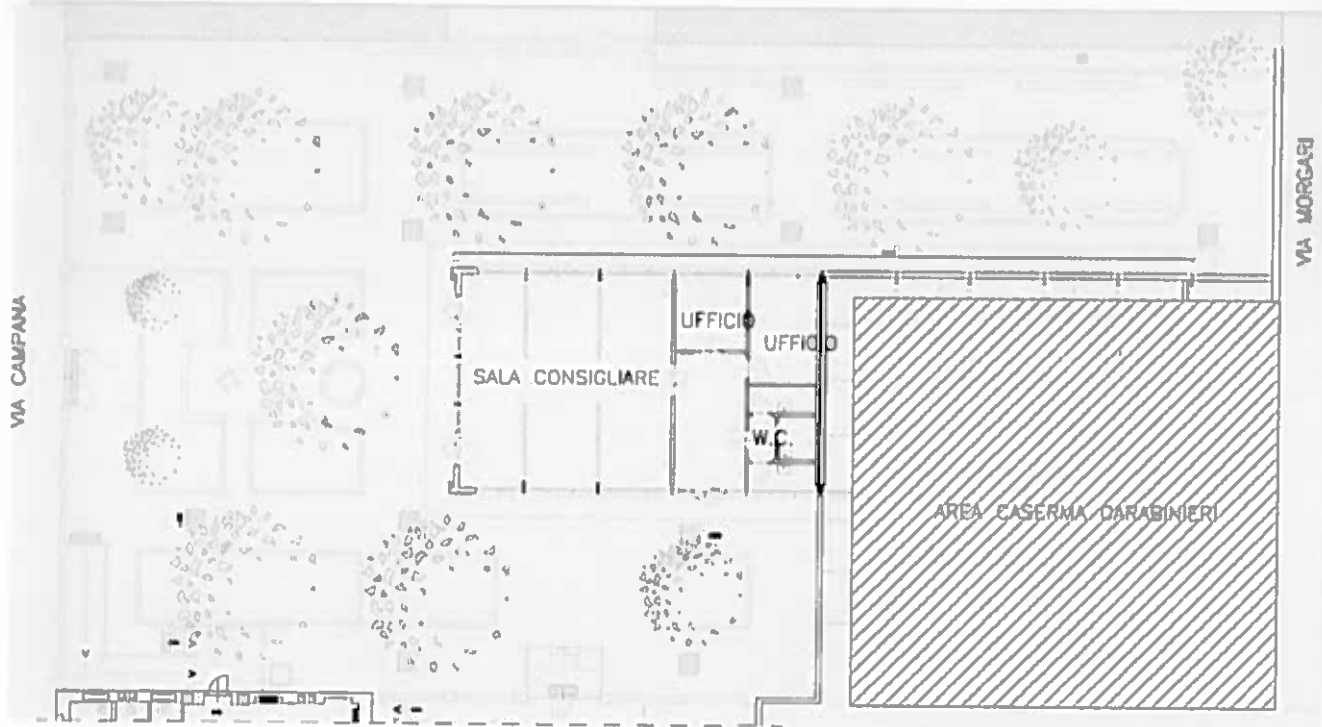 VIA CAMPANA
VIA MORGARI
UFFICIO
UFFICIO
SALA CONSIGLIARE
W.C.
AREA CASERMA CARABINIERI